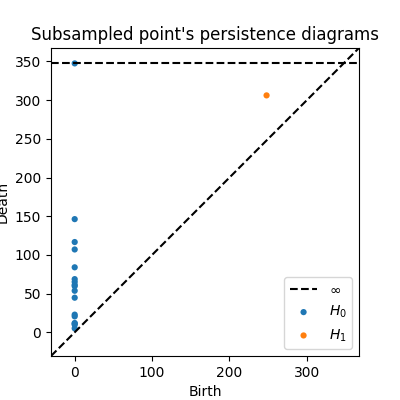 Subsampled point's persistence diagrams
350
300
250
200
150
100
50
0
Death
0 100 200 300
Birth
∞
H₀
H₁